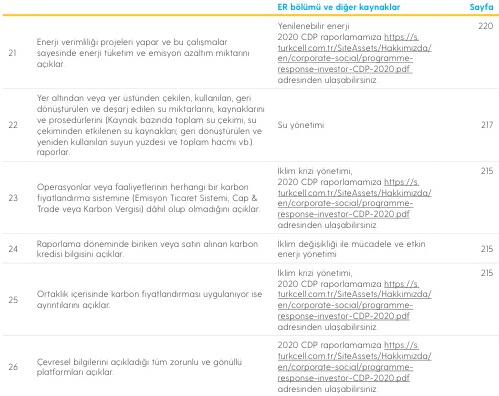 ER bölümü ve diğer kaynaklar Sayfa
21
Enerji verimliliği projeleri yapar ve bu çalışmalar
sayesinde enerji tüketim ve emisyon azaltım miktarını
açıklar.
Yenilenebilir enerji
2020 CDP raporlamamıza https://s.
turkcell.com.tr/SiteAssets/Hakkimizda/
en/corporate-social/programme-
response-investor-CDP-2020.pdf
adresinden ulaşabilirsiniz.
220
22
Yer altından veya yer üstünden çekilen, kullanılan, geri
dönüştürülen ve deşarj edilen su miktarlarını, kaynaklarını
ve prosedürlerini (Kaynak bazında toplam su çekimi, su
çekiminden etkilenen su kaynakları; geri dönüştürülen ve
yeniden kullanılan suyun yüzdesi ve toplam hacmi vb.)
raporlar.
Su yönetimi
217
23
Operasyonlar veya faaliyetlerinin herhangi bir karbon
fiyatlandırma sistemine (Emisyon Ticaret Sistemi, Cap &
Trade veya Karbon Vergisi) dâhil olup olmadığını açıklar.
İklim krizi yönetimi,
2020 CDP raporlamamıza https://s.
turkcell.com.tr/SiteAssets/Hakkimizda/
en/corporate-social/programme-
response-investor-CDP-2020.pdf
adresinden ulaşabilirsiniz.
215
24
Raporlama döneminde biriken veya satın alınan karbon
kredisi bilgisini açıklar.
İklim değişikliği ile mücadele ve etkin
enerji yönetimi
215
25
Ortaklık içerisinde karbon fiyatlandırması uygulanıyor ise
ayrıntılarını açıklar.
İklim krizi yönetimi,
2020 CDP raporlamamıza https://s.
turkcell.com.tr/SiteAssets/Hakkimizda/
en/corporate-social/programme-
response-investor-CDP-2020.pdf
adresinden ulaşabilirsiniz.
215
26
Çevresel bilgilerini açıkladığı tüm zorunlu ve gönüllü
platformları açıklar.
2020 CDP raporlamamıza https://s.
turkcell.com.tr/SiteAssets/Hakkimizda/
en/corporate-social/programme-
response-investor-CDP-2020.pdf
adresinden ulaşabilirsiniz.